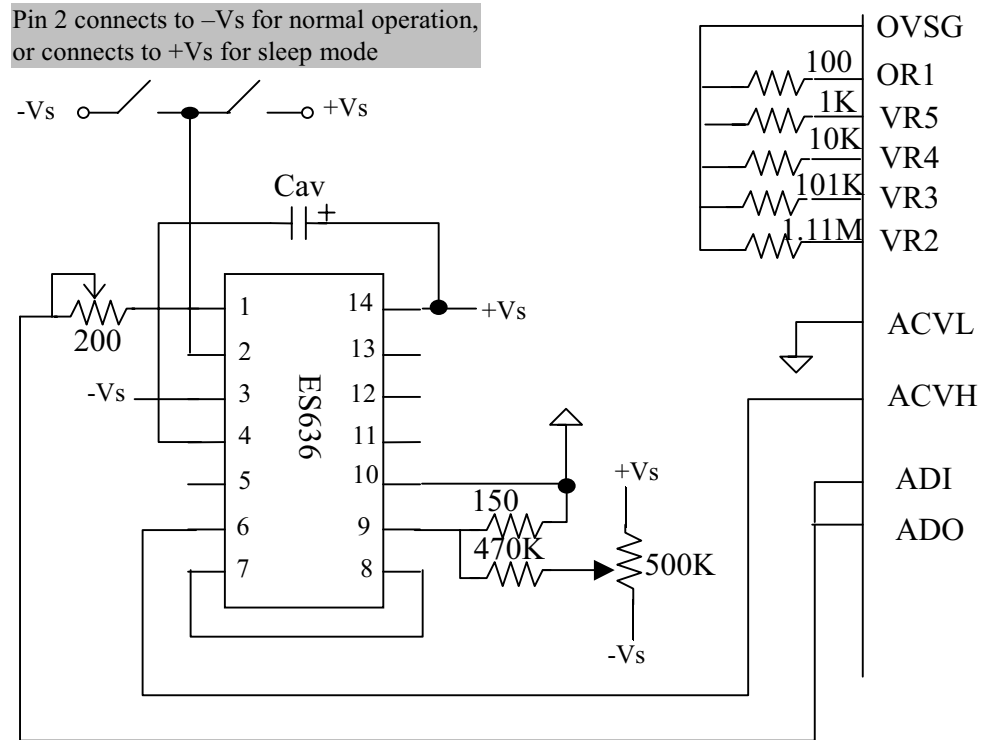 Pin 2 connects to –Vs for normal operation,
or connects to +Vs for sleep mode
-Vs
+Vs
Cav
+
200
-Vs
1
2
3
4
5
6
7
ES636
14
13
12
11
10
9
8
+Vs
150
470K
+Vs
500K
-Vs
100
1K
10K
101K
1.11M
OVSG
OR1
VR5
VR4
VR3
VR2
ACVL
ACVH
ADI
ADO